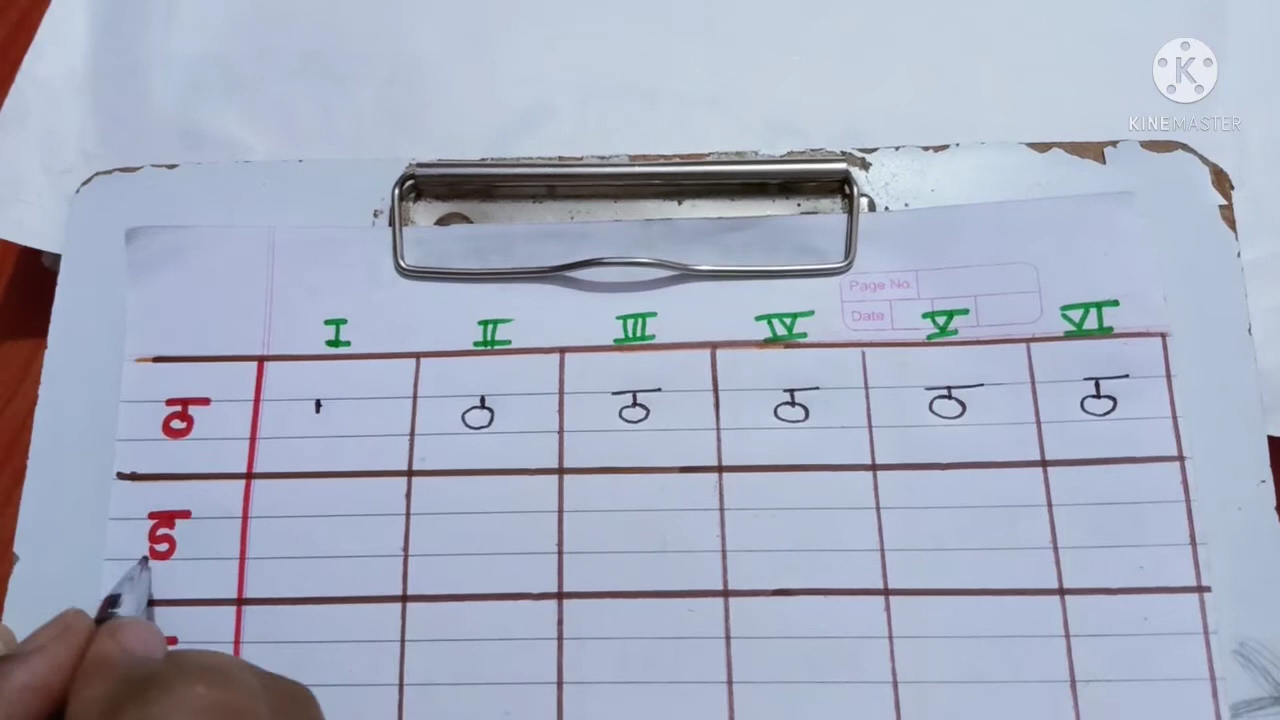 K
KINEMASTER
Page No.
Date
I II III IV V VI
ठ ठ ठ ठ ठ
ड